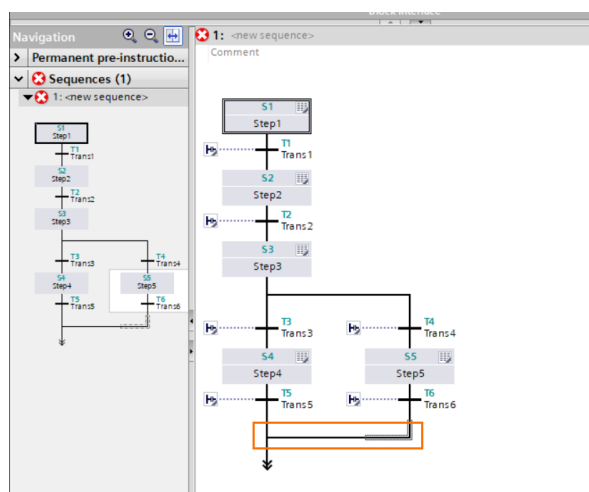 Navigation
Permanent pre-instructio...
Sequences (1)
1: <new sequence>
S1
Step1
T1
Trans1
S2
Step2
T2
Trans2
S3
Step3
T3
Trans3
T4
Trans4
S4
Step4
S5
Step5
T5
Trans5
T6
Trans6
1: <new sequence>
Comment
S1
Step1
T1
Trans1
S2
Step2
T2
Trans2
S3
Step3
T3
Trans3
T4
Trans4
S4
Step4
S5
Step5
T5
Trans5
T6
Trans6